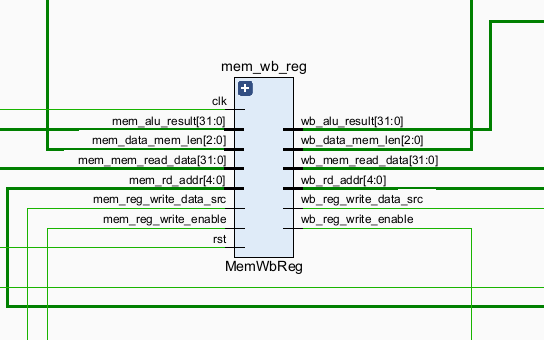 mem_wb_reg
clk
mem_alu_result[31:0]
mem_data_mem_len[2:0]
mem_mem_read_data[31:0]
mem_rd_addr[4:0]
mem_reg_write_data_src
mem_reg_write_enable
rst
wb_alu_result[31:0]
wb_data_mem_len[2:0]
wb_mem_read_data[31:0]
wb_rd_addr[4:0]
wb_reg_write_data_src
wb_reg_write_enable
MemWbReg